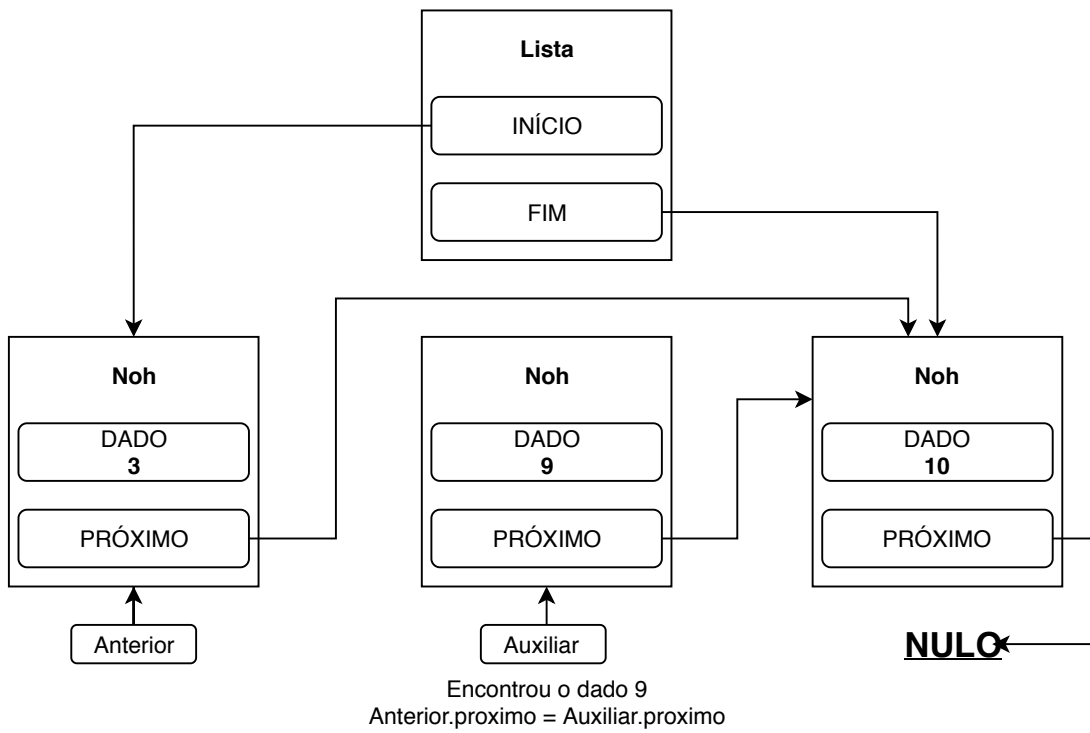 Lista
INÍCIO
FIM
Noh
DADO
3
PRÓXIMO
Anterior
Noh
DADO
9
PRÓXIMO
Auxiliar
Encontrou o dado 9
Anterior.proximo = Auxiliar.proximo
Noh
DADO
10
PRÓXIMO
NULO